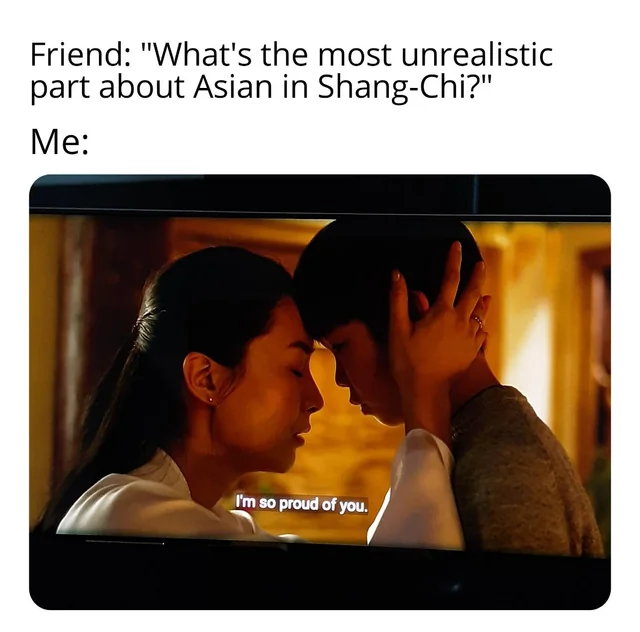 Friend: "What's the most unrealistic
part about Asian in Shang-Chi?"
Me:
I'm so proud of you.